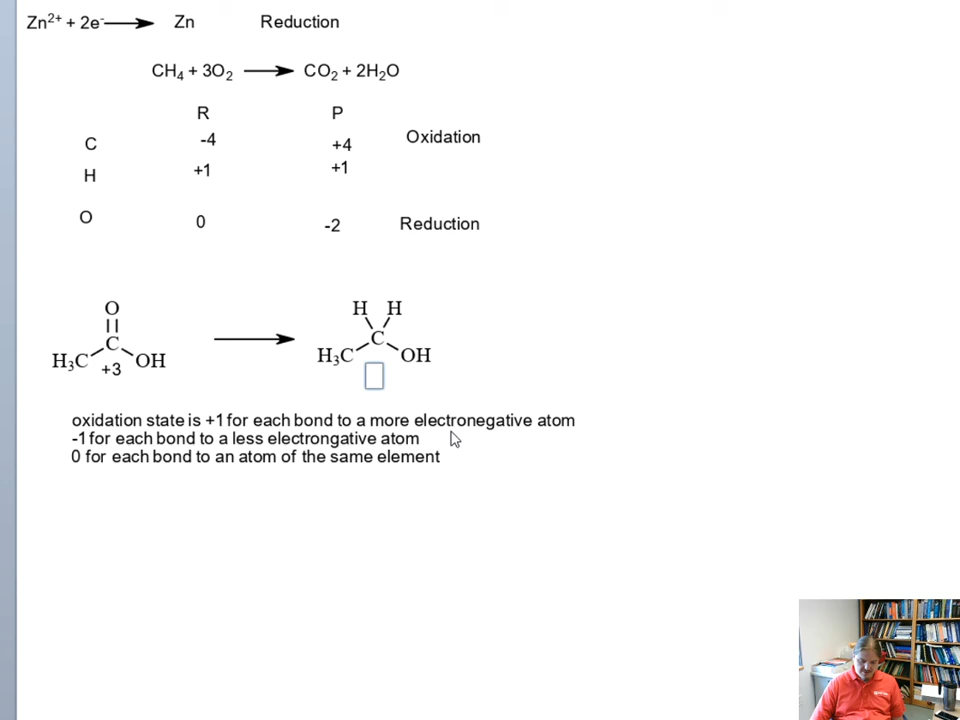 Zn²⁺ + 2e⁻ ⟶ Zn Reduction
CH₄ + 3O₂ ⟶ CO₂ + 2H₂O
R P
C -4 +4 Oxidation
H +1 +1
O 0 -2 Reduction
O H H
C C
H₃C +3 OH ⟶ H₃C OH
oxidation state is +1 for each bond to a more electronegative atom
-1 for each bond to a less electrongative atom
0 for each bond to an atom of the same element